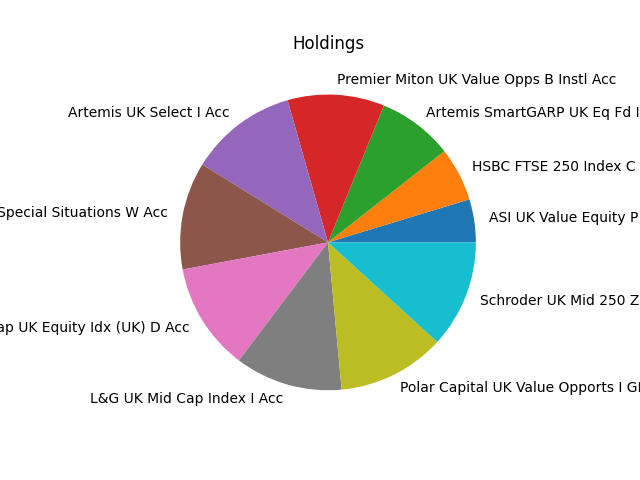 Holdings
Premier Miton UK Value Opps B Instl Acc
Artemis UK Select I Acc
Artemis SmartGARP UK Eq Fd I
HSBC FTSE 250 Index C
Special Situations W Acc
ASI UK Value Equity P
Schroder UK Mid 250 Z
UK Equity Idx (UK) D Acc
Polar Capital UK Value Opports I
L&G UK Mid Cap Index I Acc